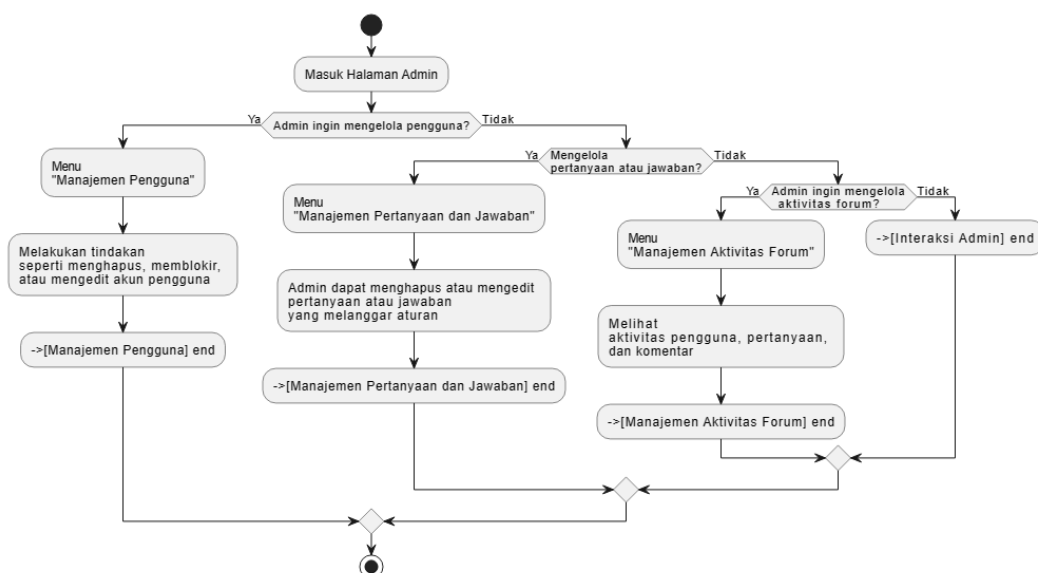 Masuk Halaman Admin
Ya
Admin ingin mengelola pengguna?
Tidak
Menu
"Manajemen Pengguna"
Melakukan tindakan
seperti menghapus, memblokir,
atau mengedit akun pengguna
->[Manajemen Pengguna] end
Ya
Mengelola
pertanyaan atau jawaban?
Tidak
Menu
"Manajemen Pertanyaan dan Jawaban"
Admin dapat menghapus atau mengedit
pertanyaan atau jawaban
yang melanggar aturan
->[Manajemen Pertanyaan dan Jawaban] end
Ya
Admin ingin mengelola
aktivitas forum?
Tidak
Menu
"Manajemen Aktivitas Forum"
Melihat
aktivitas pengguna, pertanyaan,
dan komentar
->[Manajemen Aktivitas Forum] end
->[Interaksi Admin] end